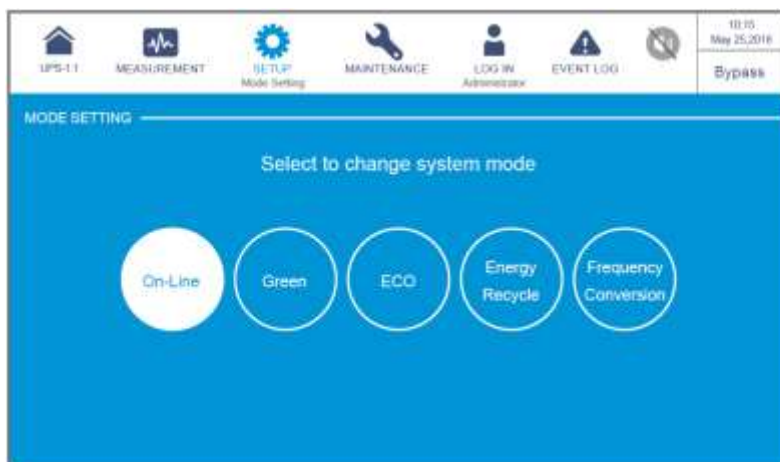 10:15
May 25,2016
UPS-1.1
MEASUREMENT
SETUP
Mode Setting
MAINTENANCE
LOG IN
Administrator
EVENT LOG
Bypass
MODE SETTING
Select to change system mode
On-Line
Green
ECO
Energy
Recycle
Frequency
Conversion